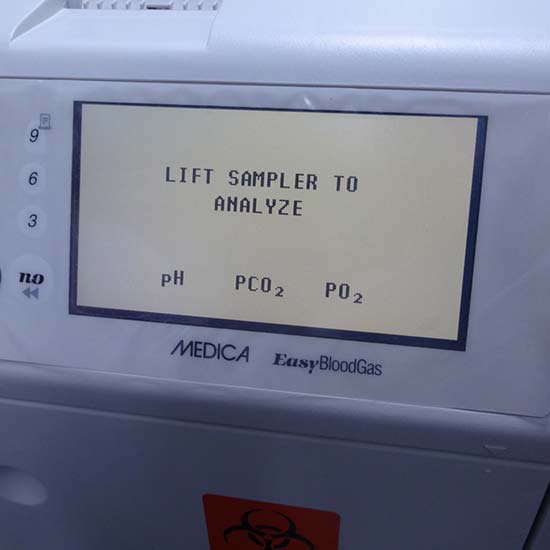 LIFT SAMPLER TO
ANALYZE
pH PCO₂ PO₂
9
6
3
no
MEDICA EasyBloodGas